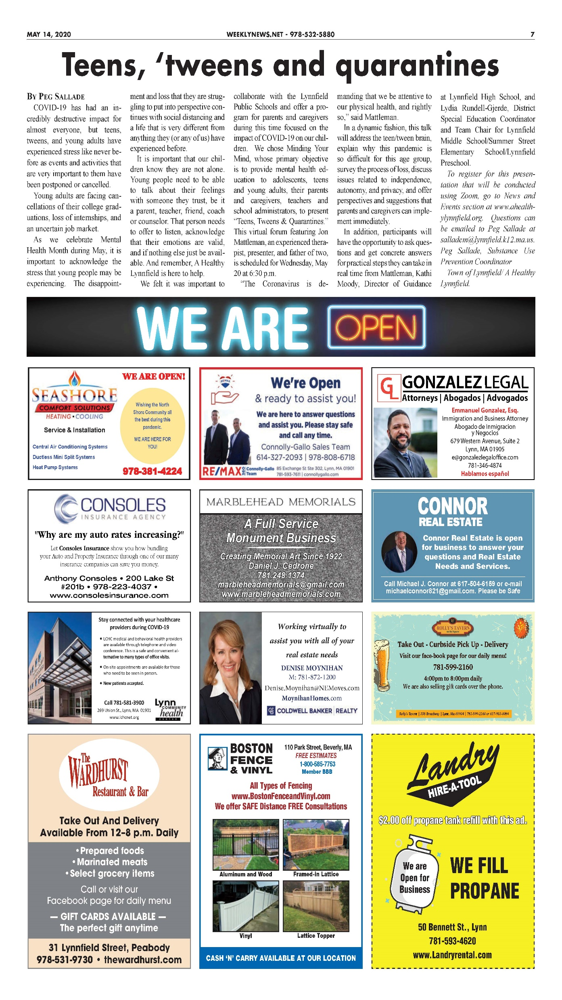 MAY 14, 2020
WEEKLYNEWS.NET - 978-532-5880
7
Teens, ‘tweens and quarantines
BY PEG SALLADE
COVID-19 has had an in-
credibly destructive impact for
almost everyone, but teens,
tweens, and young adults have
experienced stress like never be-
fore as events and activities that
are very important to them have
been postponed or cancelled.
Young adults are facing can-
cellations of their college grad-
uations, loss of internships, and
an uncertain job market.
As we celebrate Mental
Health Month during May, it is
important to acknowledge the
stress that young people may be
experiencing. The disappoint-
ment and loss that they are strug-
gling to put into perspective con-
tinues with social distancing and
a life that is very different from
anything they (or any of us) have
experienced before.
It is important that our chil-
dren know they are not alone.
Young people need to be able
to talk about their feelings
with someone they trust, be it
a parent, teacher, friend, coach
or counselor. That person needs
to offer to listen, acknowledge
that their emotions are valid,
and if nothing else just be avail-
able. And remember, A Healthy
Lynnfield is here to help.
We felt it was important to
collaborate with the Lynnfield
Public Schools and offer a pro-
gram for parents and caregivers
during this time focused on the
impact of COVID-19 on our chil-
dren. We chose Minding Your
Mind, whose primary objective
is to provide mental health ed-
ucation to adolescents, teens
and young adults, their parents
and caregivers, teachers and
school administrators, to present
“Teens, Tweens & Quarantines.”
This virtual forum featuring Jon
Mattleman, an experienced thera-
pist, presenter, and father of two,
is scheduled for Wednesday, May
20 at 6:30 p.m.
“The Coronavirus is de-
manding that we be attentive to
our physical health, and rightly
so,” said Mattleman.
In a dynamic fashion, this talk
will address the teen/tween brain,
explain why this pandemic is
so difficult for this age group,
survey the process of loss, discuss
issues related to independence,
autonomy, and privacy, and offer
perspectives and suggestions that
parents and caregivers can imple-
ment immediately.
In addition, participants will
have the opportunity to ask ques-
tions and get concrete answers
for practical steps they can take in
real time from Mattleman, Kathi
Moody, Director of Guidance
at Lynnfield High School, and
Lydia Rundell-Gjerde, District
Special Education Coordinator
and Team Chair for Lynnfield
Middle School/Summer Street
Elementary School/Lynnfield
Preschool.
To register for this presen-
tation that will be conducted
using Zoom, go to News and
Events section at www.ahealth-
ylynnfield.org. Questions can
be emailed to Peg Sallade at
salladem@lynnfield.k12.ma.us.
Peg Sallade, Substance Use
Prevention Coordinator
Town of Lynnfield/ A Healthy
Lynnfield.
WE ARE OPEN
SEASHORE
COMFORT SOLUTIONS
HEATING • COOLING
Service & Installation
Central Air Conditioning Systems
Ductless Mini Split Systems
Heat Pump Systems
WE ARE OPEN!
Wishing the North
Shore Community all
the best during this
pandemic.
WE ARE HERE FOR
YOU!
978-381-4224
RE/MAX
We're Open
& ready to assist you!
We are here to answer questions
and assist you. Please stay safe
and call any time.
Connolly-Gallo Sales Team
614-327-2093 | 978-808-6718
RE/MAX 360
Connolly-Gallo
Team
85 Exchange St Ste 302, Lynn, MA 01901
781-593-7611 | connollygallo.com
GL
GONZALEZ LEGAL
Attorneys | Abogados | Advogados
Emmanuel Gonzalez, Esq.
Immigration and Business Attorney
Abogado de Inmigracion
y Negocios
679 Western Avenue, Suite 2
Lynn, MA 01905
e@gonzalezlegaloffice.com
781-346-4874
Hablamos español
CONSOLES
INSURANCE AGENCY
"Why are my auto rates increasing?"
Let Consoles Insurance show you how bundling
your Auto and Property Insurance through one of our many
insurance companies can save you money.
Anthony Consoles • 200 Lake St
#201b • 978-223-4037 •
www.consolesinsurance.com
MARBLEHEAD MEMORIALS
A Full Service
Monument Business
Creating Memorial Art Since 1922
Daniel J. Cedrone
781.248.1374
marbleheadmemorials@gmail.com
www.marbleheadmemorials.com
CONNOR
REAL ESTATE
Connor Real Estate is open
for business to answer your
questions and Real Estate
Needs and Services.
Call Michael J. Connor at 617-504-6159 or e-mail
michaelconnor821@gmail.com. Please be Safe
Stay connected with your healthcare
providers during COVID-19
• LCHC medical and behavioral health providers
are available through telephone and video
conference. This is a safe and convenient al-
ternative to many types of office visits.
• On-site appointments are available for those
who need to be seen in person.
• New patients accepted.
Call 781-581-3900
269 Union St., Lynn, MA 01901
www.lchcnet.org
Lynn
COMMUNITY
health
CENTER
Working virtually to
assist you with all of your
real estate needs
DENISE MOYNIHAN
M: 781-872-1200
Denise.Moynihan@NEMoves.com
MoynihanHomes.com
CB COLDWELL BANKER REALTY
RT
ROLLY'S TAVERN
on the Square
Take Out - Curbside Pick Up - Delivery
Visit our face-book page for our daily menu!
781-599-2160
4:00pm to 8:00pm daily
We are also selling gift cards over the phone.
Rolly's Tavern | 338 Broadway | Lynn, Ma 01904 | 781-599-2160 or 617-955-0084
The
WARDHURST
Restaurant & Bar
Take Out And Delivery
Available From 12-8 p.m. Daily
• Prepared foods
• Marinated meats
• Select grocery items
Call or visit our
Facebook page for daily menu
— GIFT CARDS AVAILABLE —
The perfect gift anytime
31 Lynnfield Street, Peabody
978-531-9730 • thewardhurst.com
BOSTON
FENCE
& VINYL
110 Park Street, Beverly, MA
FREE ESTIMATES
1-800-585-7753
Member BBB
All Types of Fencing
www.BostonFenceandVinyl.com
We offer SAFE Distance FREE Consultations
Aluminum and Wood
Framed-in Lattice
Vinyl
Lattice Topper
CASH ‘N’ CARRY AVAILABLE AT OUR LOCATION
Landry
HIRE-A-TOOL
$2.00 off propane tank refill with this ad.
We are
Open for
Business
WE FILL
PROPANE
50 Bennett St., Lynn
781-593-4620
www.Landryrental.com